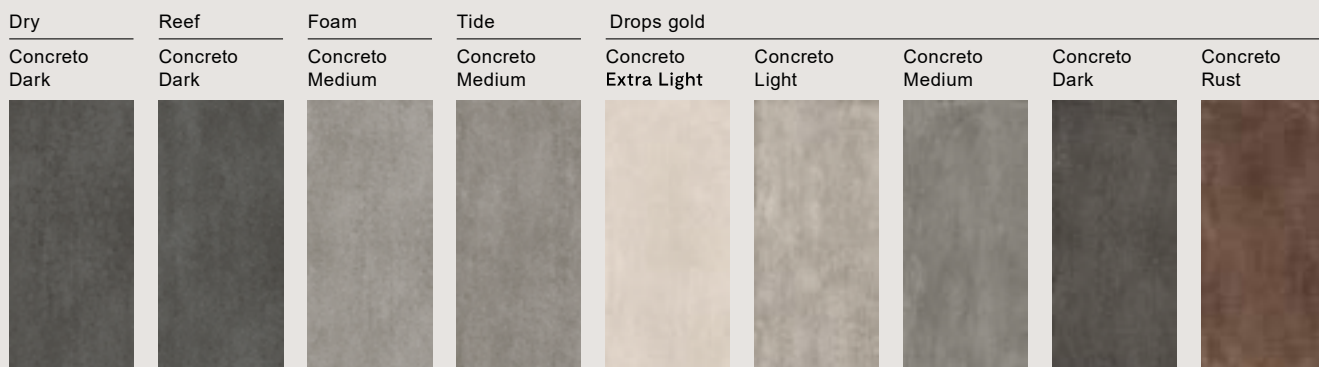 Dry
Reef
Foam
Tide
Drops gold
Concreto
Dark
Concreto
Dark
Concreto
Medium
Concreto
Medium
Concreto
Extra Light
Concreto
Light
Concreto
Medium
Concreto
Dark
Concreto
Rust